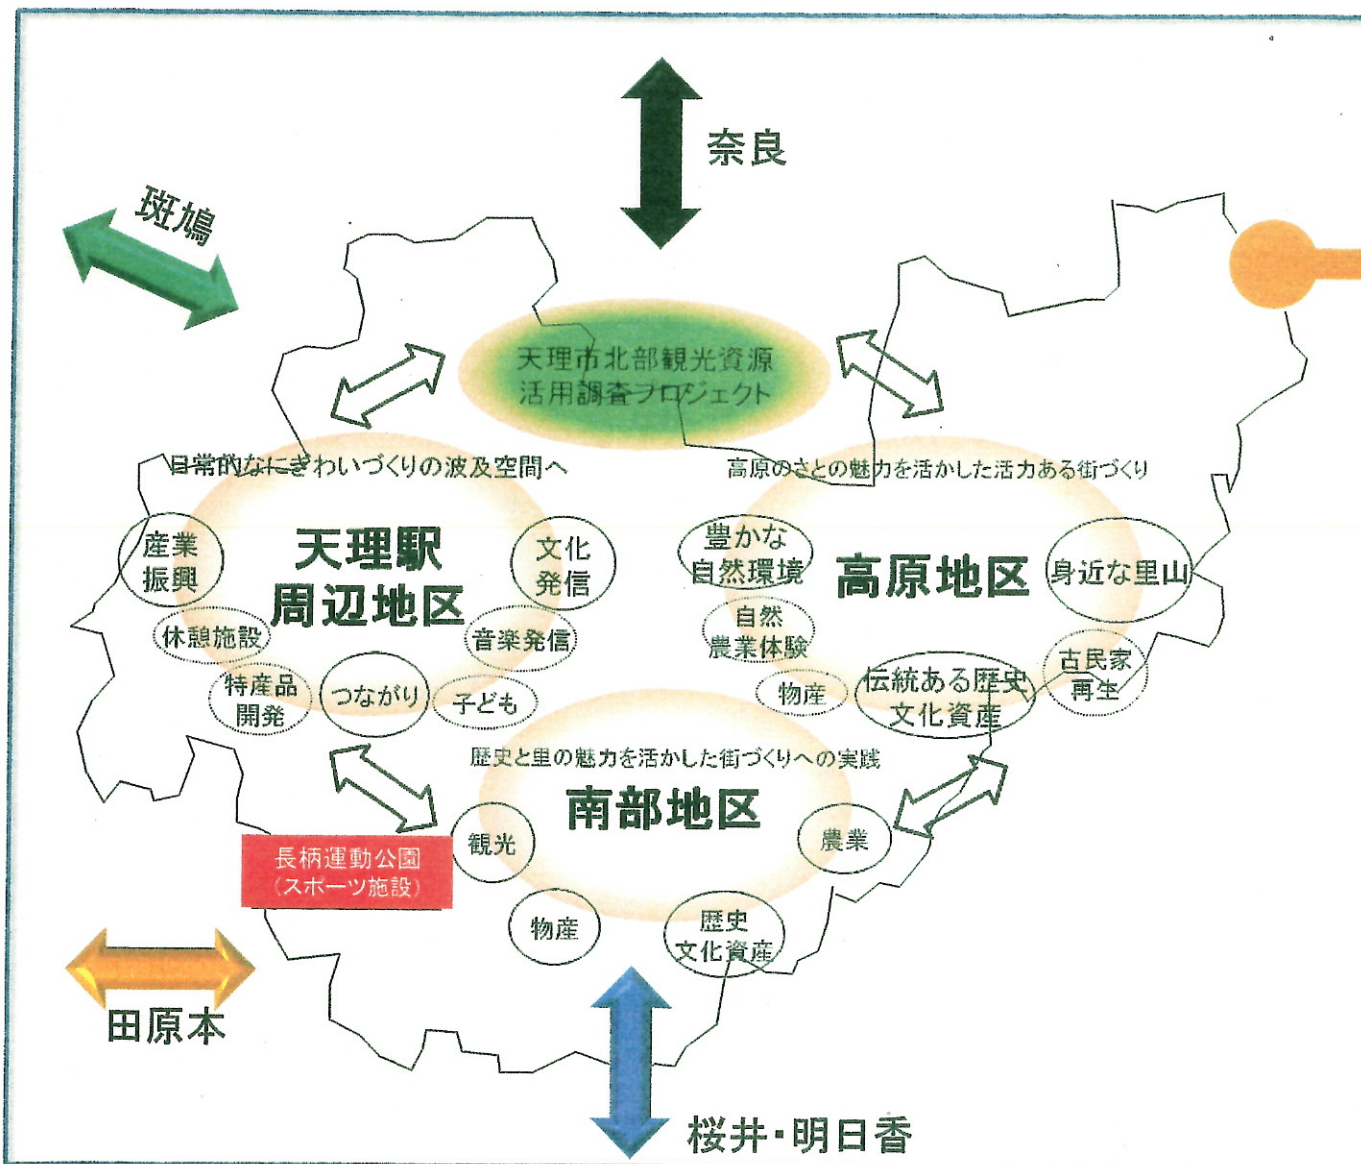 奈良
斑鳩
天理市北部観光資源
活用調査プロジェクト
日常的なにぎわいづくりの波及空間へ
天理駅
周辺地区
産業
振興
文化
発信
休憩施設
音楽発信
特産品
開発
つながり
子ども
高原のさとの魅力を活かした活力ある街づくり
高原地区
豊かな
自然環境
身近な里山
自然
農業体験
物産
伝統ある歴史
文化資産
古民家
再生
歴史と里の魅力を活かした街づくりへの実践
南部地区
観光
農業
物産
歴史
文化資産
長柄運動公園
（スポーツ施設）
田原本
桜井・明日香